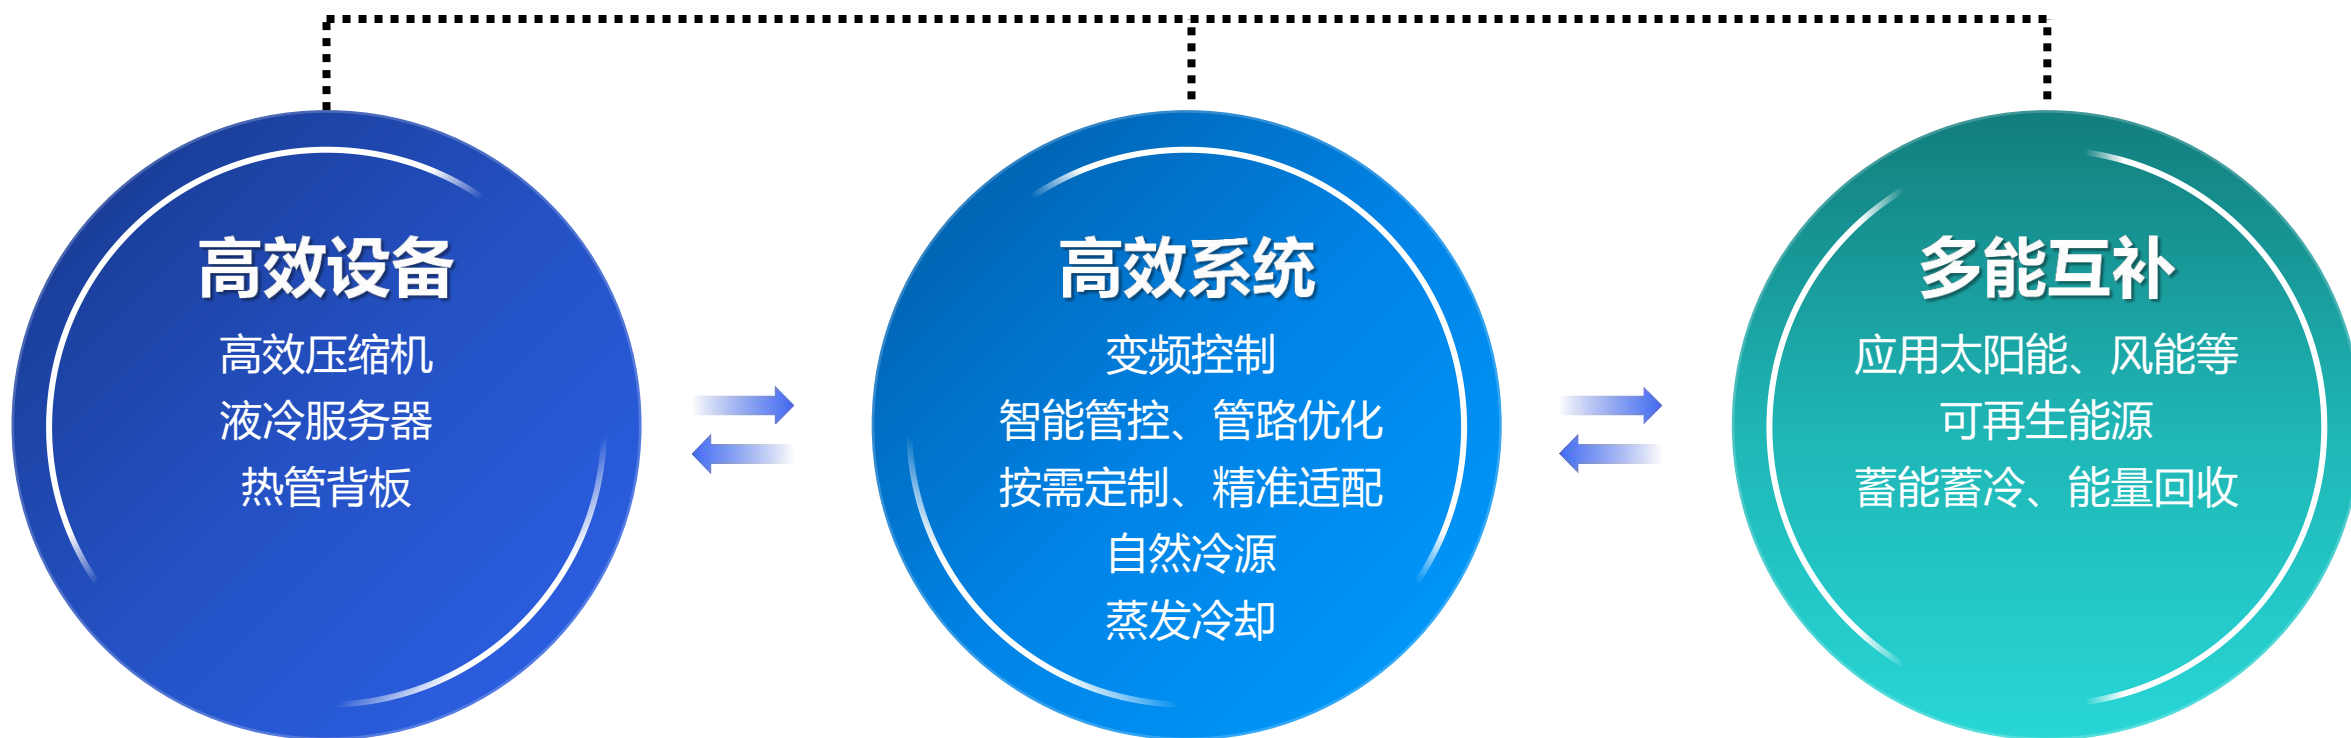 高效设备
高效压缩机
液冷服务器
热管背板
高效系统
变频控制
智能管控、管路优化
按需定制、精准适配
自然冷源
蒸发冷却
多能互补
应用太阳能、风能等
可再生能源
蓄能蓄冷、能量回收